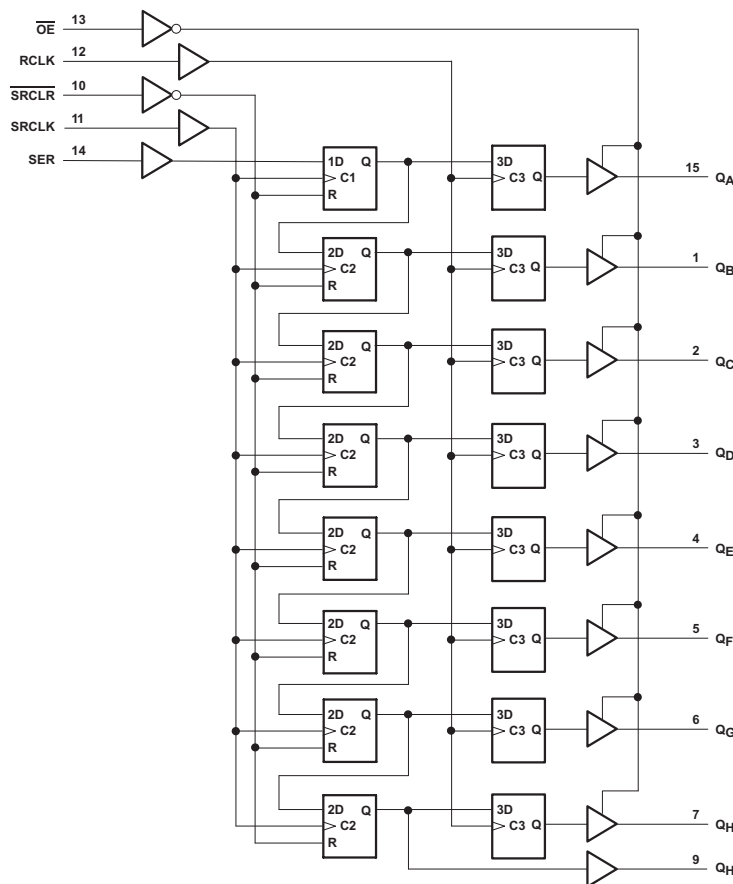 OE 13
RCLK 12
SRCLR 10
SRCLK 11
SER 14
1D Q
C1
R
3D
C3 Q
15 QA
2D Q
C2
R
3D
C3 Q
1 QB
2D Q
C2
R
3D
C3 Q
2 QC
2D Q
C2
R
3D
C3 Q
3 QD
2D Q
C2
R
3D
C3 Q
4 QE
2D Q
C2
R
3D
C3 Q
5 QF
2D Q
C2
R
3D
C3 Q
6 QG
2D Q
C2
R
3D
C3 Q
7 QH
9 QH